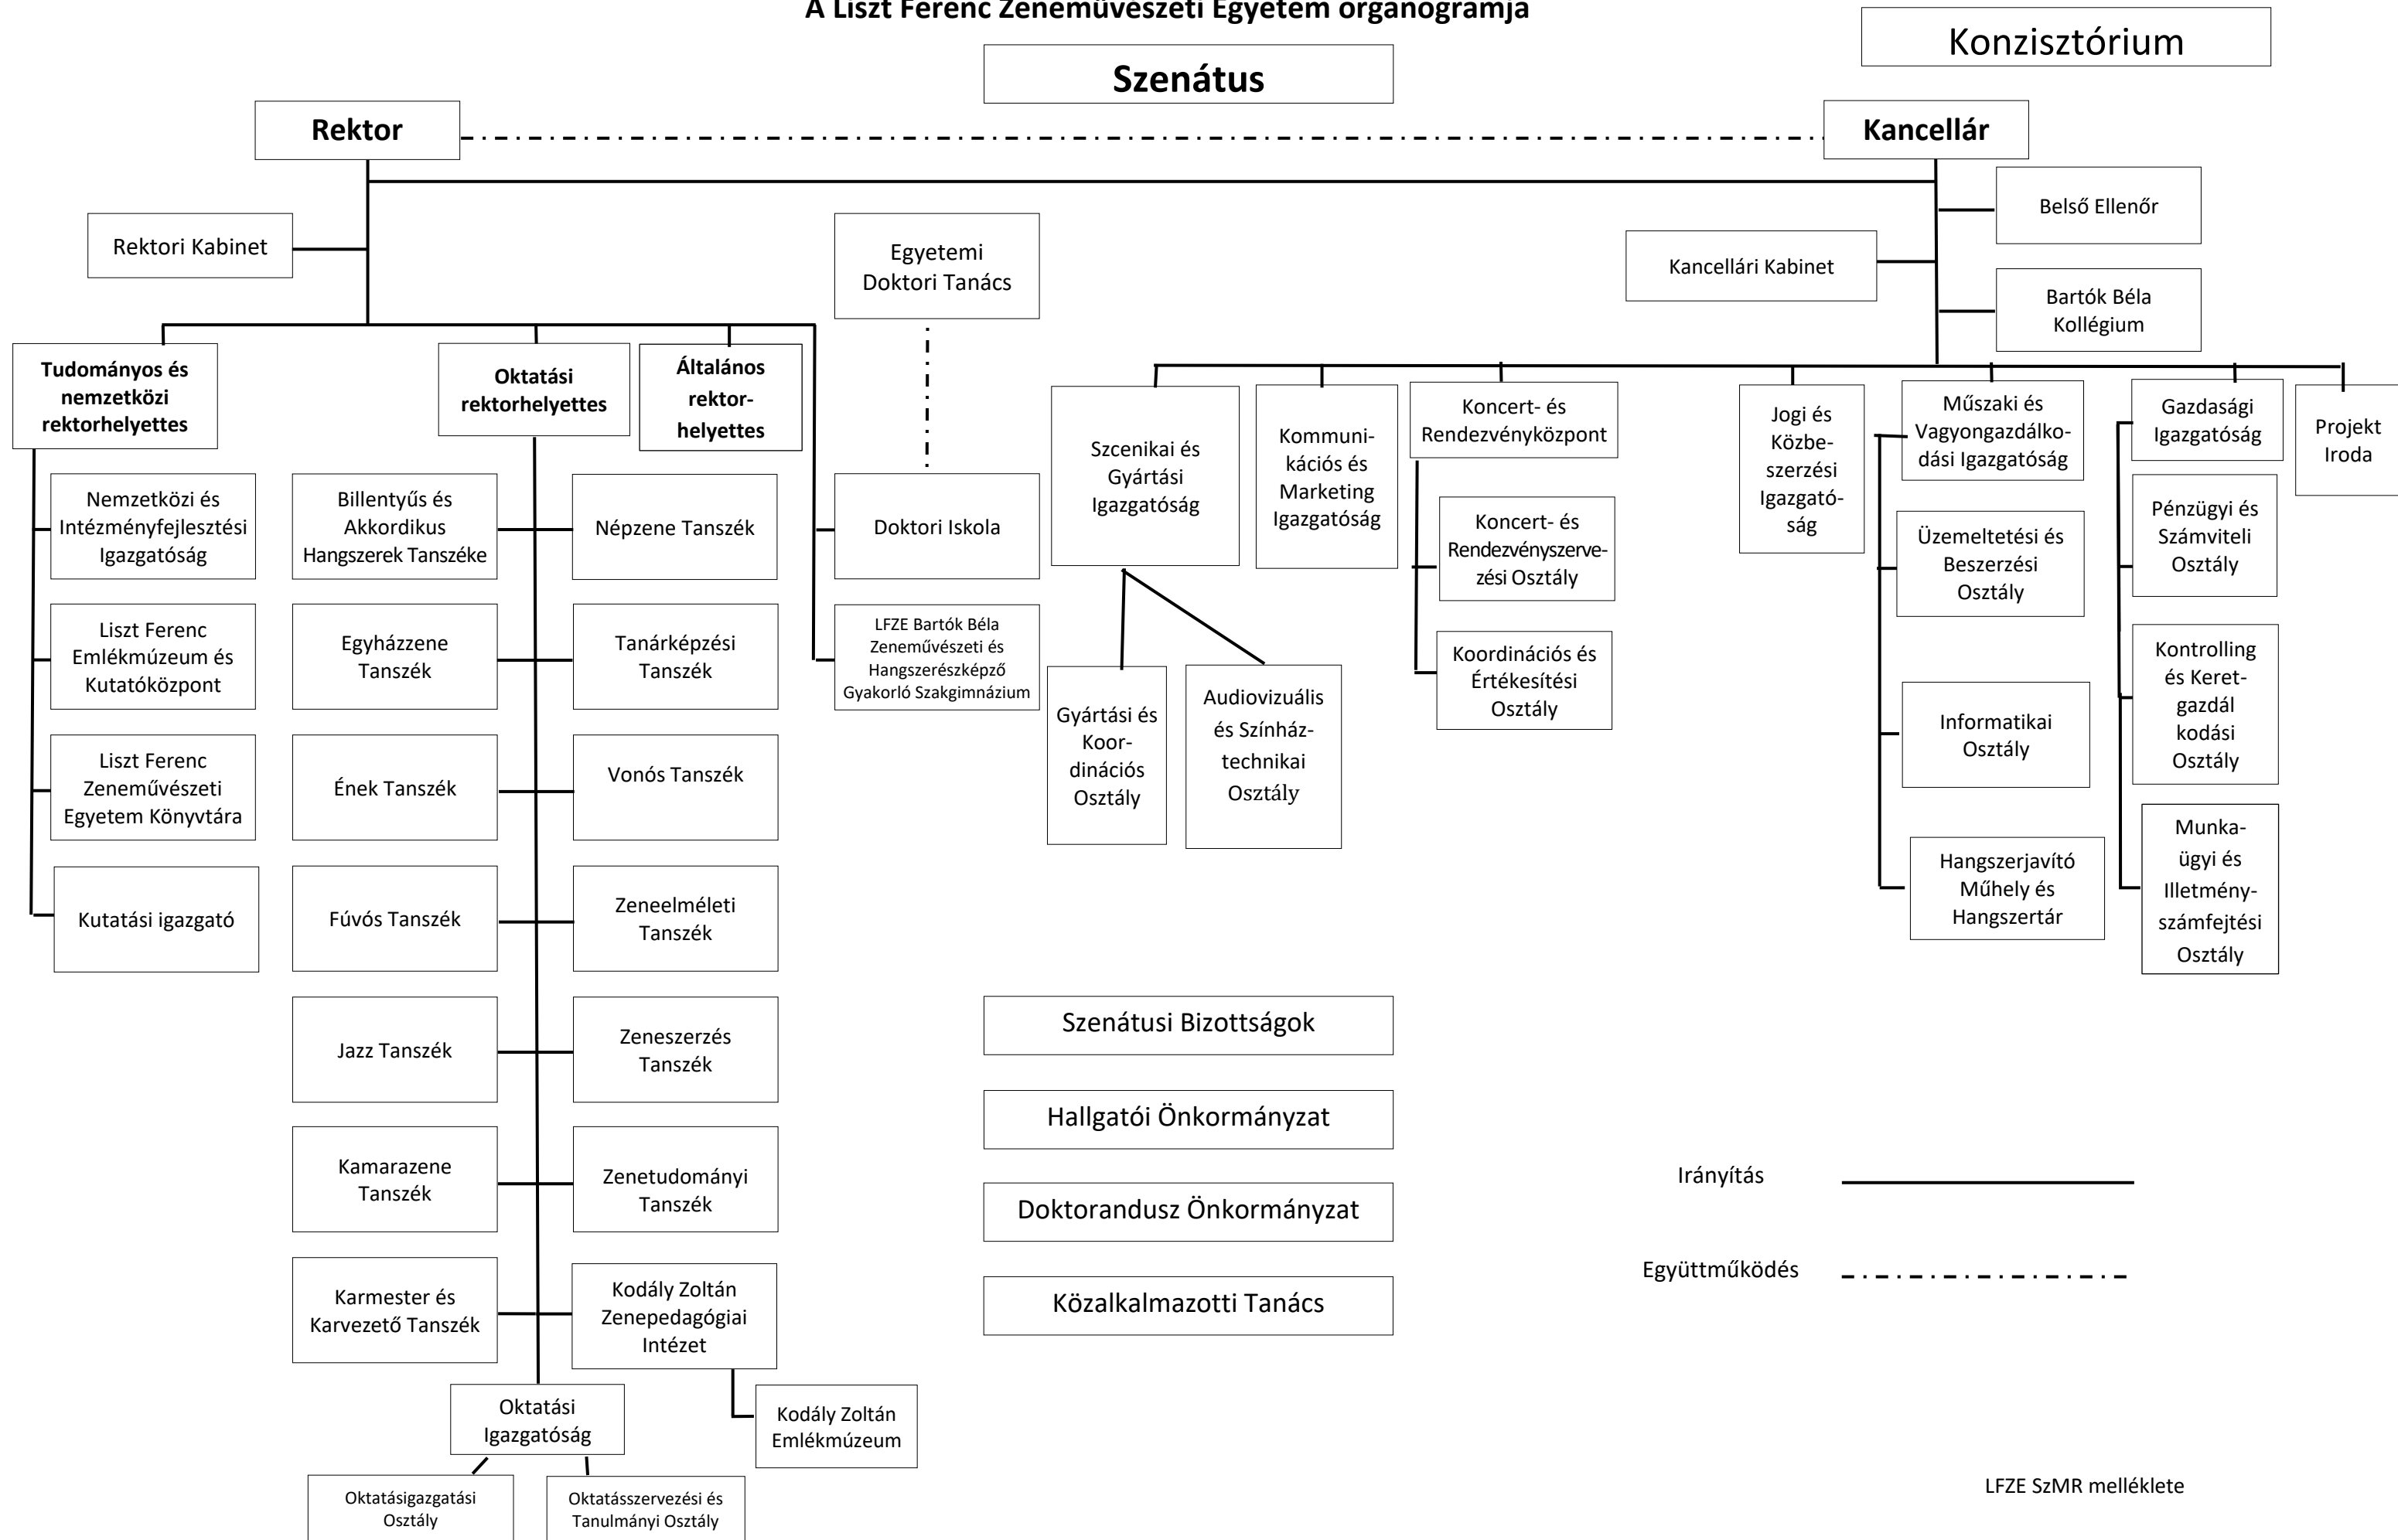 A Liszt Ferenc Zeneművészeti Egyetem organogramja
Konzisztórium
Szenátus
Rektor
Kancellár
Belső Ellenőr
Rektori Kabinet
Egyetemi
Doktori Tanács
Kancellári Kabinet
Bartók Béla
Kollégium
Tudományos és
nemzetközi
rektorhelyettes
Oktatási
rektorhelyettes
Általános
rektor-
helyettes
Szcenikai és
Gyártási
Igazgatóság
Kommuni-
kációs és
Marketing
Igazgatóság
Koncert- és
Rendezvényközpont
Jogi és
Közbe-
szerzési
Igazgató-
ság
Műszaki és
Vagyongazdálko-
dási Igazgatóság
Gazdasági
Igazgatóság
Projekt
Iroda
Nemzetközi és
Intézményfejlesztési
Igazgatóság
Billentyűs és
Akkordikus
Hangszerek Tanszéke
Népzene Tanszék
Doktori Iskola
Koncert- és
Rendezvényszerve-
zési Osztály
Üzemeltetési és
Beszerzési
Osztály
Pénzügyi és
Számviteli
Osztály
Liszt Ferenc
Emlékmúzeum és
Kutatóközpont
Egyházzene
Tanszék
Tanárképzési
Tanszék
LFZE Bartók Béla
Zeneművészeti és
Hangszerészképző
Gyakorló Szakgimnázium
Gyártási és
Koor-
dinációs
Osztály
Audiovizuális
és Színház-
technikai
Osztály
Koordinációs és
Értékesítési
Osztály
Informatikai
Osztály
Kontrolling
és Keret-
gazdál
kodási
Osztály
Liszt Ferenc
Zeneművészeti
Egyetem Könyvtára
Ének Tanszék
Vonós Tanszék
Hangszerjavító
Műhely és
Hangszertár
Munka-
ügyi és
Illetmény-
számfejtési
Osztály
Kutatási igazgató
Fúvós Tanszék
Zeneelméleti
Tanszék
Jazz Tanszék
Zeneszerzés
Tanszék
Szenátusi Bizottságok
Hallgatói Önkormányzat
Kamarazene
Tanszék
Zenetudományi
Tanszék
Irányítás
Doktorandusz Önkormányzat
Együttműködés
Karmester és
Karvezető Tanszék
Kodály Zoltán
Zenepedagógiai
Intézet
Közalkalmazotti Tanács
Oktatási
Igazgatóság
Kodály Zoltán
Emlékmúzeum
Oktatásigazgatási
Osztály
Oktatásszervezési és
Tanulmányi Osztály
LFZE SzMR melléklete